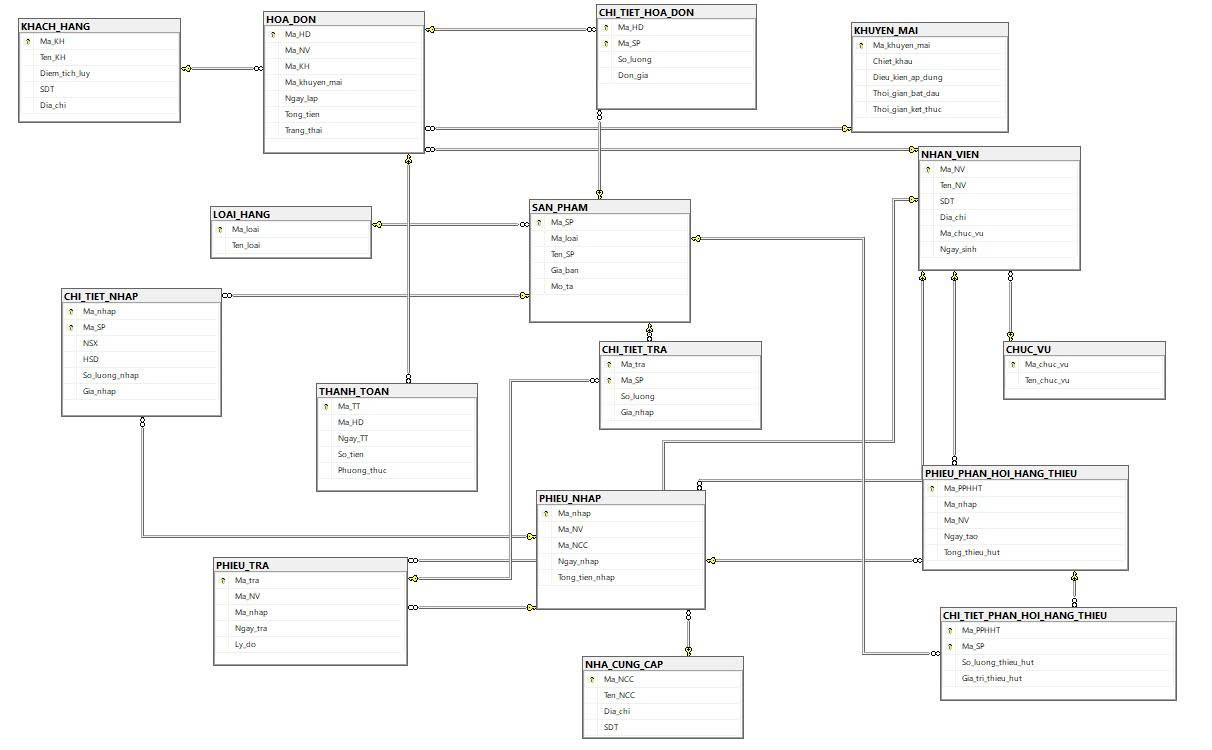 KHACH_HANG
Ma_KH
Ten_KH
Diem_tich_luy
SDT
Dia_chi
HOA_DON
Ma_HD
Ma_NV
Ma_KH
Ma_khuyen_mai
Ngay_lap
Tong_tien
Trang_thai
CHI_TIET_HOA_DON
Ma_HD
Ma_SP
So_luong
Don_gia
KHUYEN_MAI
Ma_khuyen_mai
Chiet_khau
Dieu_kien_ap_dung
Thoi_gian_bat_dau
Thoi_gian_ket_thuc
NHAN_VIEN
Ma_NV
Ten_NV
SDT
Dia_chi
Ma_chuc_vu
Ngay_sinh
LOAI_HANG
Ma_loai
Ten_loai
SAN_PHAM
Ma_SP
Ma_loai
Ten_SP
Gia_ban
Mo_ta
CHI_TIET_NHAP
Ma_nhap
Ma_SP
NSX
HSD
So_luong_nhap
Gia_nhap
CHI_TIET_TRA
Ma_tra
Ma_SP
So_luong
Gia_nhap
CHUC_VU
Ma_chuc_vu
Ten_chuc_vu
THANH_TOAN
Ma_TT
Ma_HD
Ngay_TT
So_tien
Phuong_thuc
PHIEU_PHAN_HOI_HANG_THIEU
Ma_PPHHT
Ma_nhap
Ma_NV
Ngay_tao
Tong_thieu_hut
PHIEU_NHAP
Ma_nhap
Ma_NV
Ma_NCC
Ngay_nhap
Tong_tien_nhap
PHIEU_TRA
Ma_tra
Ma_NV
Ma_nhap
Ngay_tra
Ly_do
CHI_TIET_PHAN_HOI_HANG_THIEU
Ma_PPHHT
Ma_SP
So_luong_thieu_hut
Gia_tri_thieu_hut
NHA_CUNG_CAP
Ma_NCC
Ten_NCC
Dia_chi
SDT